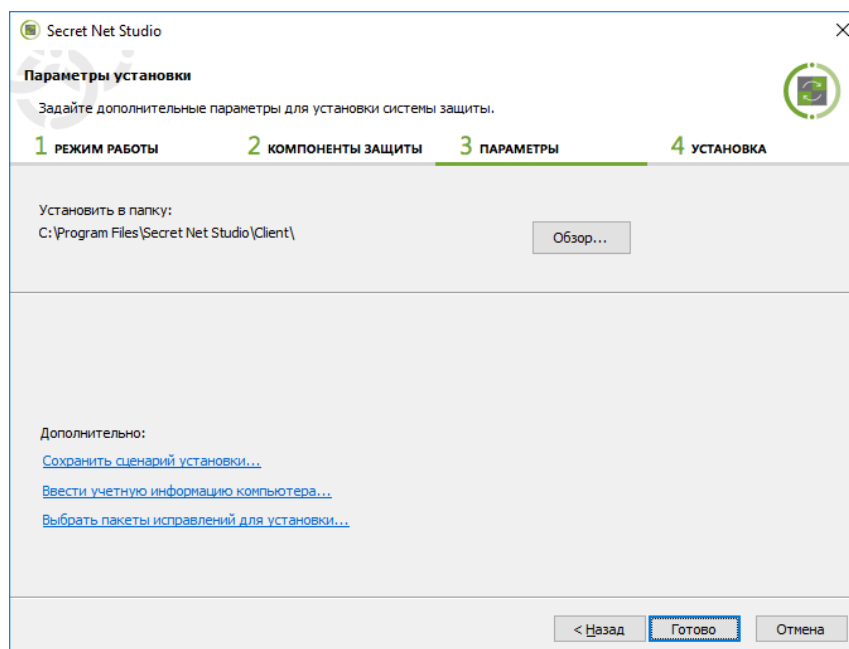 Secret Net Studio
Параметры установки
Задайте дополнительные параметры для установки системы защиты.
1 РЕЖИМ РАБОТЫ 2 КОМПОНЕНТЫ ЗАЩИТЫ 3 ПАРАМЕТРЫ 4 УСТАНОВКА
Установить в папку:
C:\Program Files\Secret Net Studio\Client\
Обзор...
Дополнительно:
Сохранить сценарий установки...
Ввести учетную информацию компьютера...
Выбрать пакеты исправлений для установки...
< Назад Готово Отмена